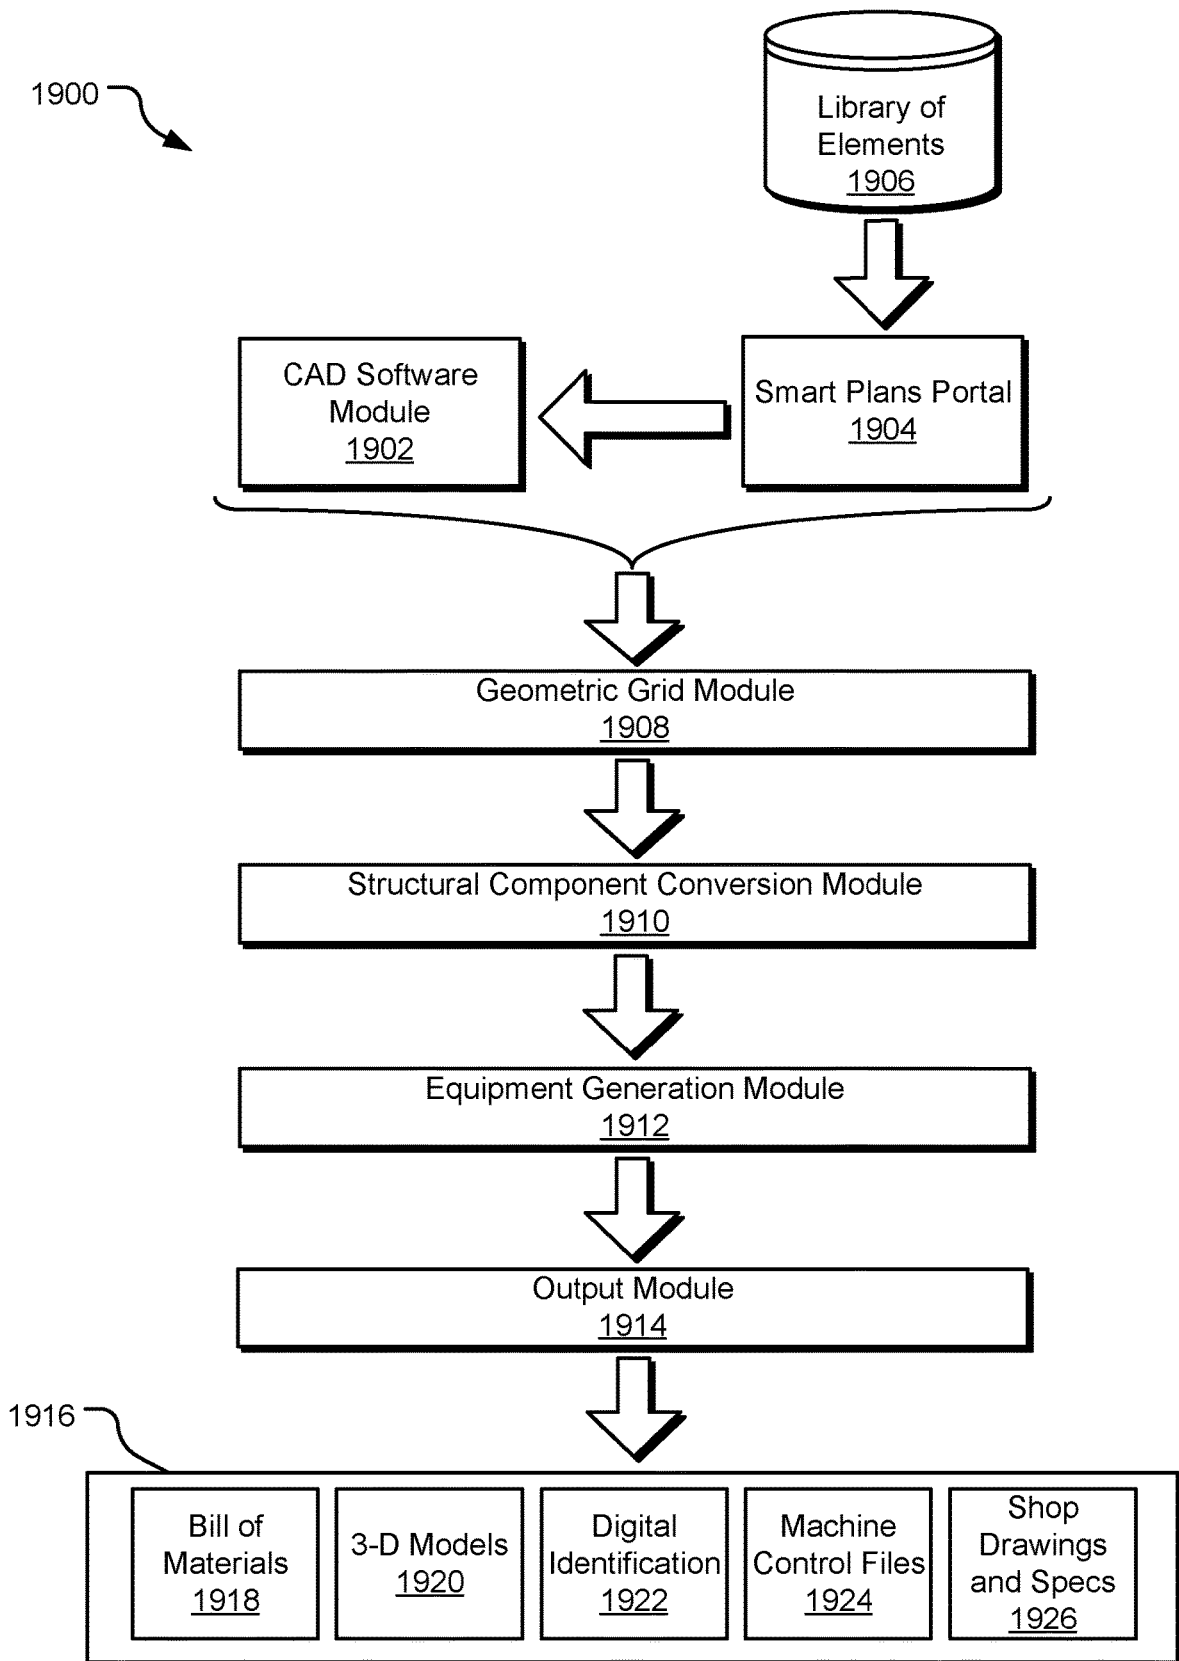 1900
Library of
Elements
1906
CAD Software
Module
1902
Smart Plans Portal
1904
Geometric Grid Module
1908
Structural Component Conversion Module
1910
Equipment Generation Module
1912
Output Module
1914
1916
Bill of
Materials
1918
3-D Models
1920
Digital
Identification
1922
Machine
Control Files
1924
Shop
Drawings
and Specs
1926